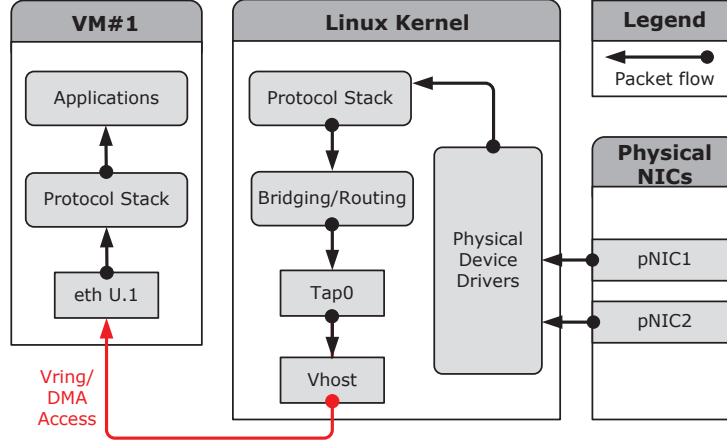 VM#1
Applications
Protocol Stack
eth U.1
Vring/
DMA
Access
Linux Kernel
Protocol Stack
Bridging/Routing
Tap0
Vhost
Physical
Device
Drivers
Legend
Packet flow
Physical
NICs
pNIC1
pNIC2